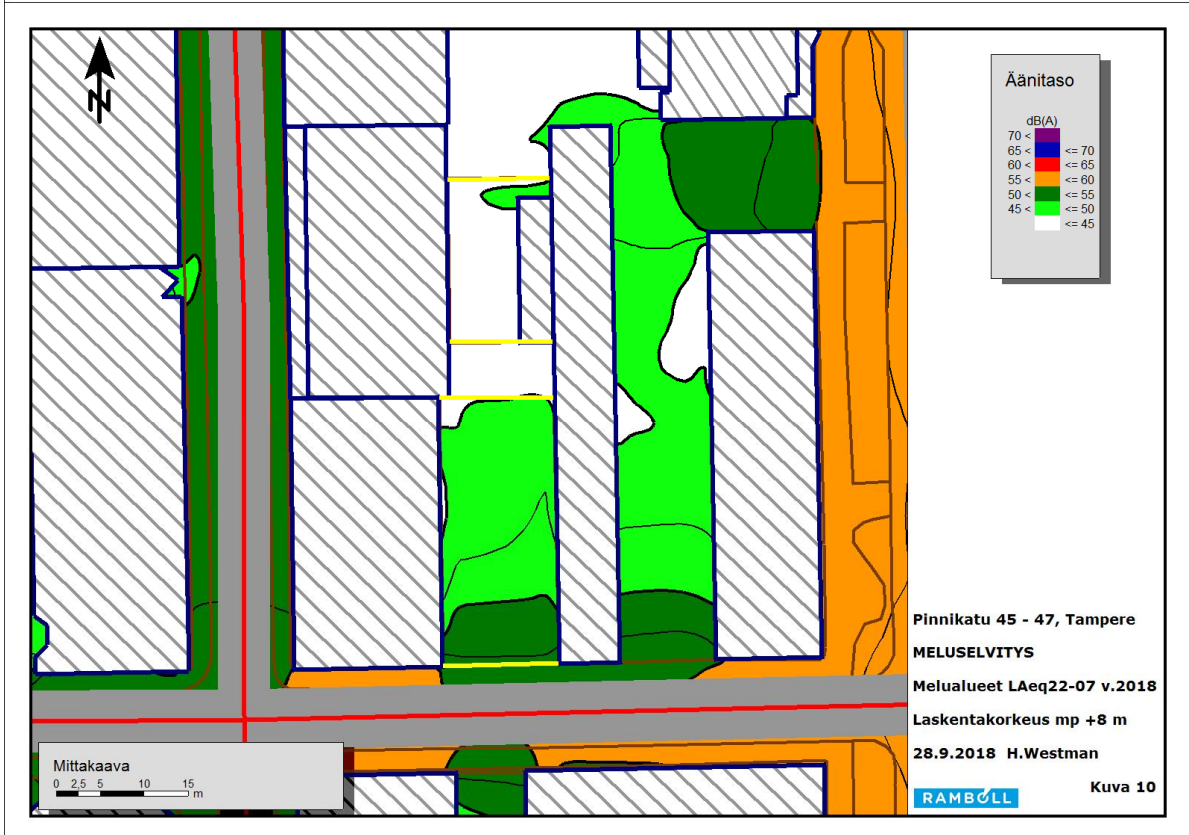 N
Äänitaso
dB(A)
70 <
65 < <= 70
60 < <= 65
55 < <= 60
50 < <= 55
45 < <= 50
<= 45
Pinnikatu 45 - 47, Tampere
MELUSELVITYS
Melualueet LAeq22-07 v.2018
Laskentakorkeus mp +8 m
28.9.2018 H.Westman
Kuva 10
RAMBOLL
Mittakaava
0 2,5 5 10 15
m